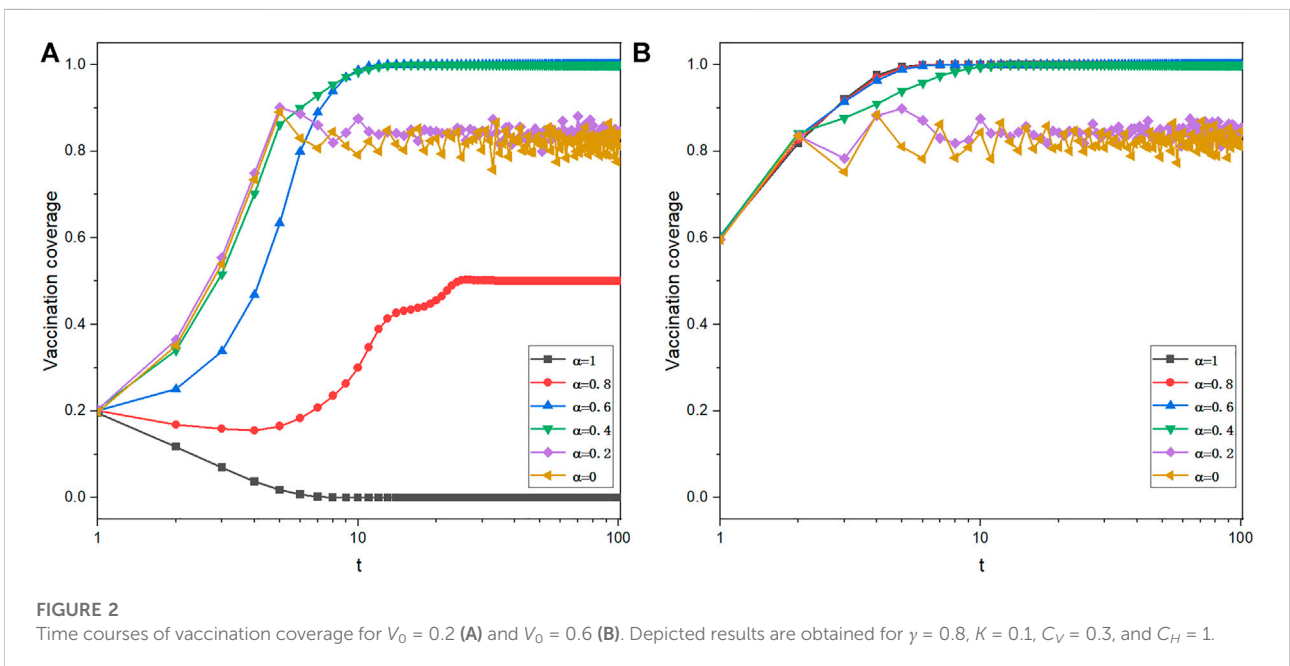 A
1.0
0.8
0.6
0.4
0.2
0.0
Vaccination coverage
α=1
α=0. 8
α=0. 6
α=0. 4
α=0. 2
α=0
1
10
100
t
B
1.0
0.8
0.6
0.4
0.2
0.0
Vaccination coverage
α=1
α=0. 8
α=0. 6
α=0. 4
α=0. 2
α=0
1
10
100
t
FIGURE 2
Time courses of vaccination coverage for V₀ = 0.2 (A) and V₀ = 0.6 (B). Depicted results are obtained for γ = 0.8, K = 0.1, C_V = 0.3, and C_H = 1.